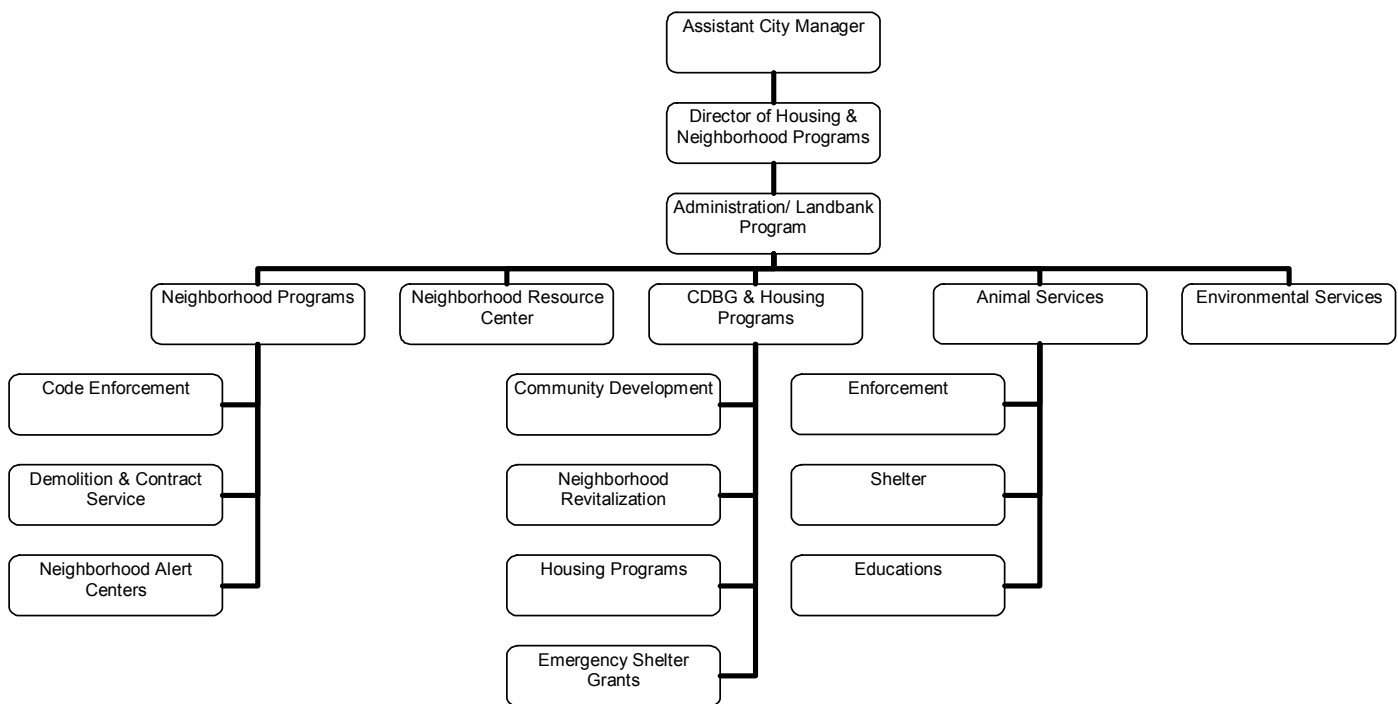 Assistant City Manager
Director of Housing &
Neighborhood Programs
Administration/ Landbank
Program
Neighborhood Programs
Neighborhood Resource
Center
CDBG & Housing
Programs
Animal Services
Environmental Services
Code Enforcement
Demolition & Contract
Service
Neighborhood Alert
Centers
Community Development
Neighborhood
Revitalization
Housing Programs
Emergency Shelter
Grants
Enforcement
Shelter
Educations